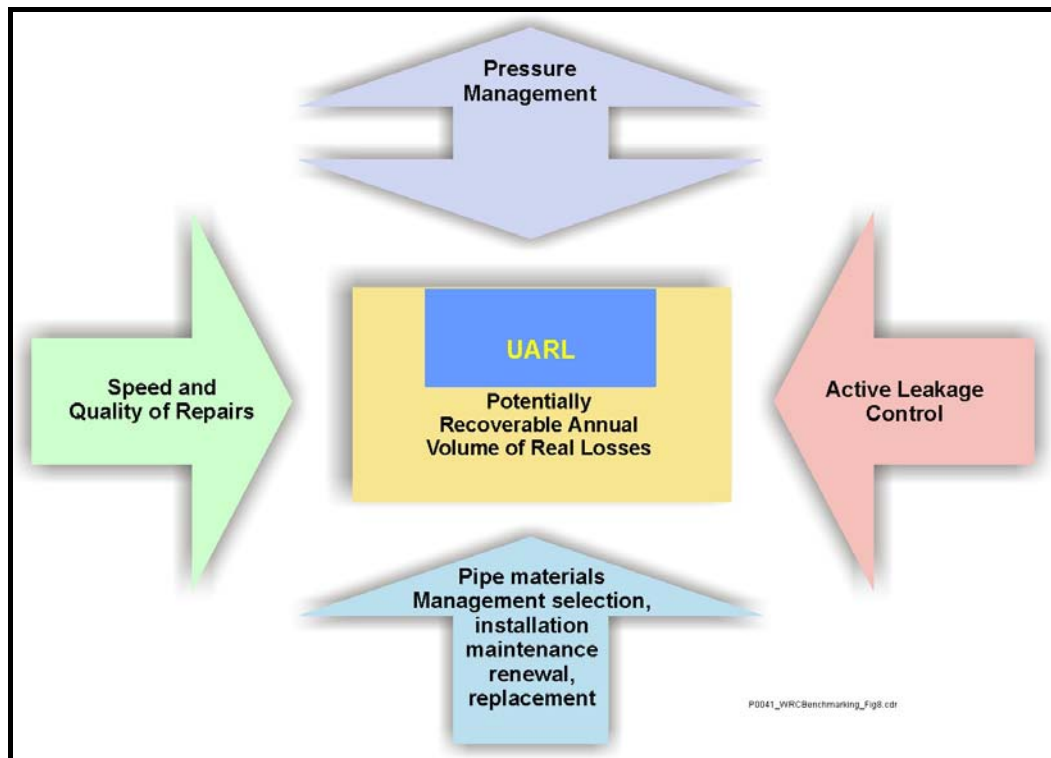 Pressure
Management
Speed and
Quality of Repairs
UARL
Potentially
Recoverable Annual
Volume of Real Losses
Active Leakage
Control
Pipe materials
Management selection,
installation
maintenance
renewal,
replacement
P0041_WRCBenchmarking_Fig8.cdr